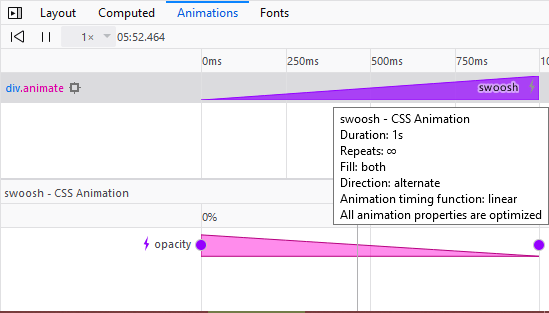 Layout Computed Animations Fonts
1× 05:52.464
0ms 250ms 500ms 750ms
div.animate swoosh
swoosh - CSS Animation
Duration: 1s
Repeats: ∞
Fill: both
Direction: alternate
Animation timing function: linear
All animation properties are optimized
swoosh - CSS Animation
0%
opacity